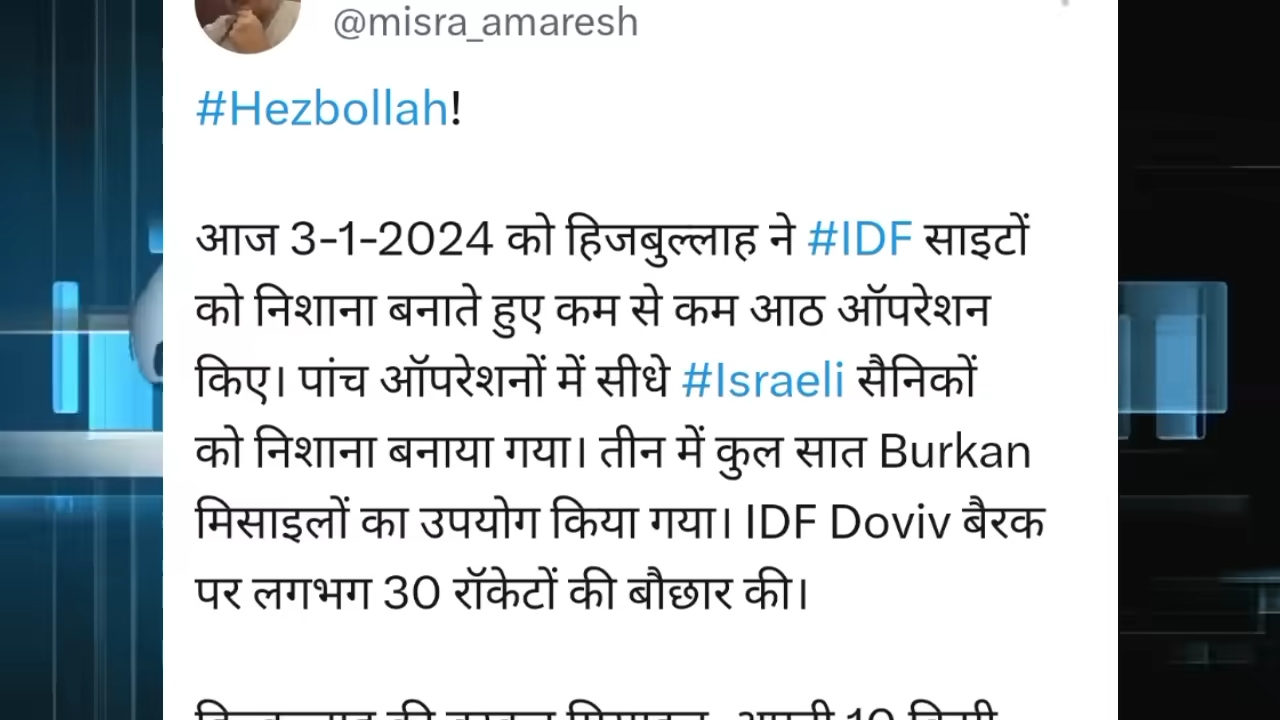 @misra_amaresh
#Hezbollah!
आज 3-1-2024 को हिजबुल्लाह ने #IDF साइटों
को निशाना बनाते हुए कम से कम आठ ऑपरेशन
किए। पांच ऑपरेशनों में सीधे #Israeli सैनिकों
को निशाना बनाया गया। तीन में कुल सात Burkan
मिसाइलों का उपयोग किया गया। IDF Doviv बैरक
पर लगभग 30 रॉकेटों की बौछार की।